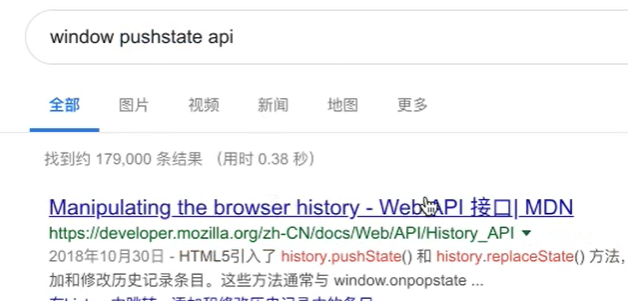 window pushstate api
全部 图片 视频 新闻 地图 更多
找到约 179,000 条结果 （用时 0.38 秒）
Manipulating the browser history - Web API 接口| MDN
https://developer.mozilla.org/zh-CN/docs/Web/API/History_API
2018年10月30日 - HTML5引入了 history.pushState() 和 history.replaceState() 方法，
加和修改历史记录条目。这些方法通常与 window.onpopstate ...